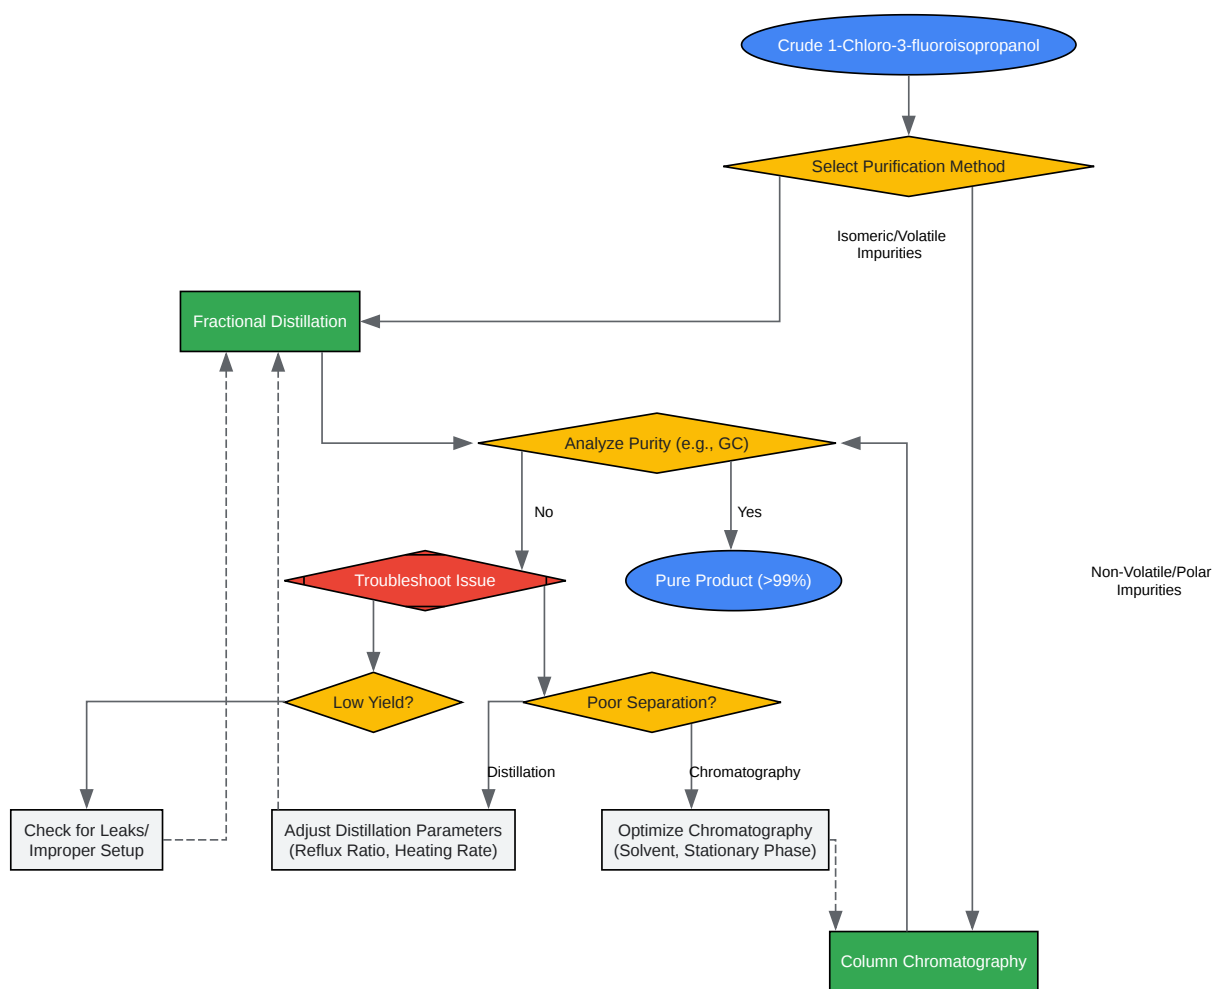 Crude 1-Chloro-3-fluoroisopropanol
Select Purification Method
Isomeric/Volatile
Impurities
Fractional Distillation
Analyze Purity (e.g., GC)
No
Yes
Troubleshoot Issue
Pure Product (>99%)
Non-Volatile/Polar
Impurities
Low Yield?
Poor Separation?
Distillation
Chromatography
Check for Leaks/
Improper Setup
Adjust Distillation Parameters
(Reflux Ratio, Heating Rate)
Optimize Chromatography
(Solvent, Stationary Phase)
Column Chromatography